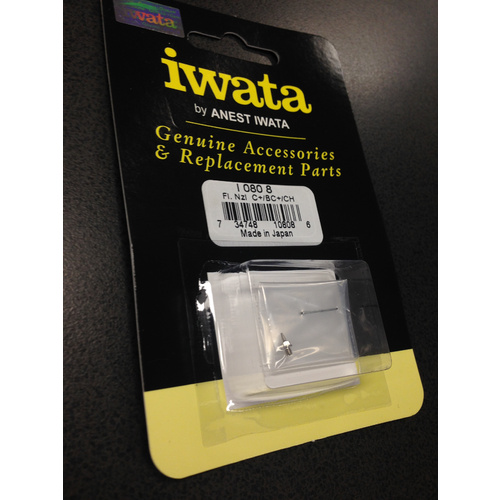 iwata
iwata
by ANEST IWATA
Genuine Accessories
& Replacement Parts
I 080 8
Fl. Nzl C+/BC+/CH
7 34748 10808 6
Made in Japan